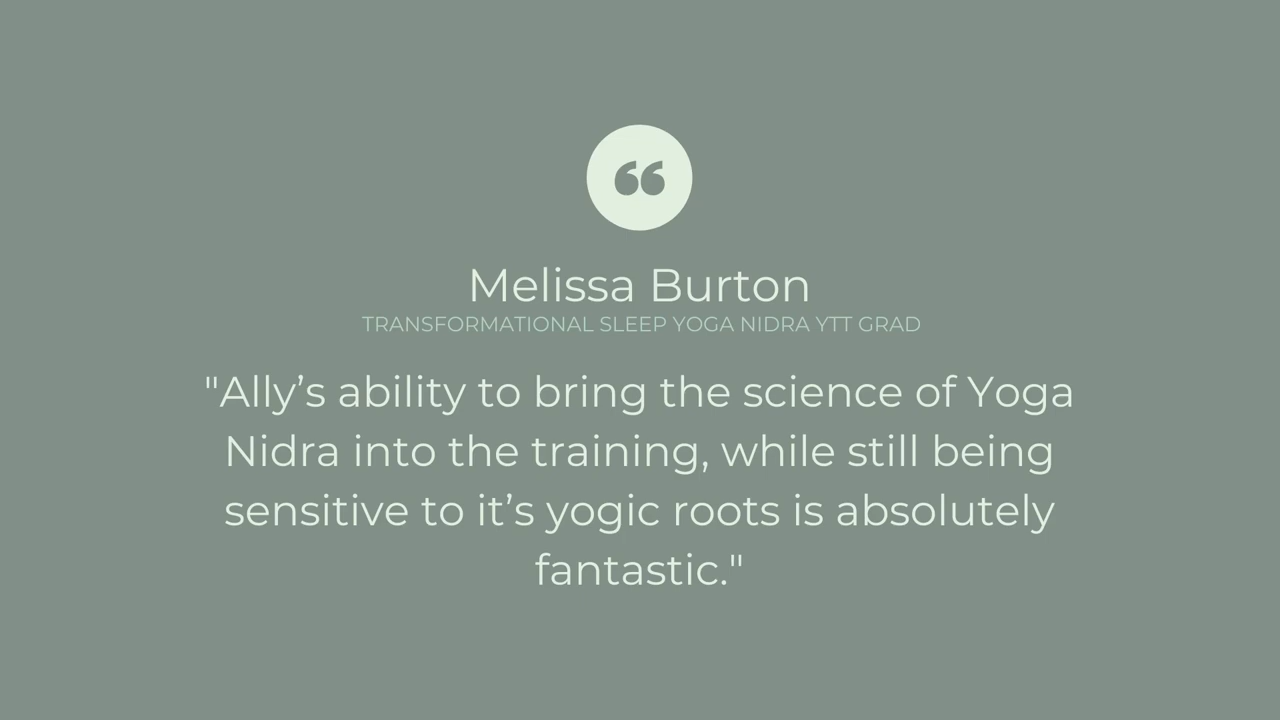 ❝
Melissa Burton
TRANSFORMATIONAL SLEEP YOGA NIDRA YTT GRAD
"Ally’s ability to bring the science of Yoga
Nidra into the training, while still being
sensitive to it’s yogic roots is absolutely
fantastic."